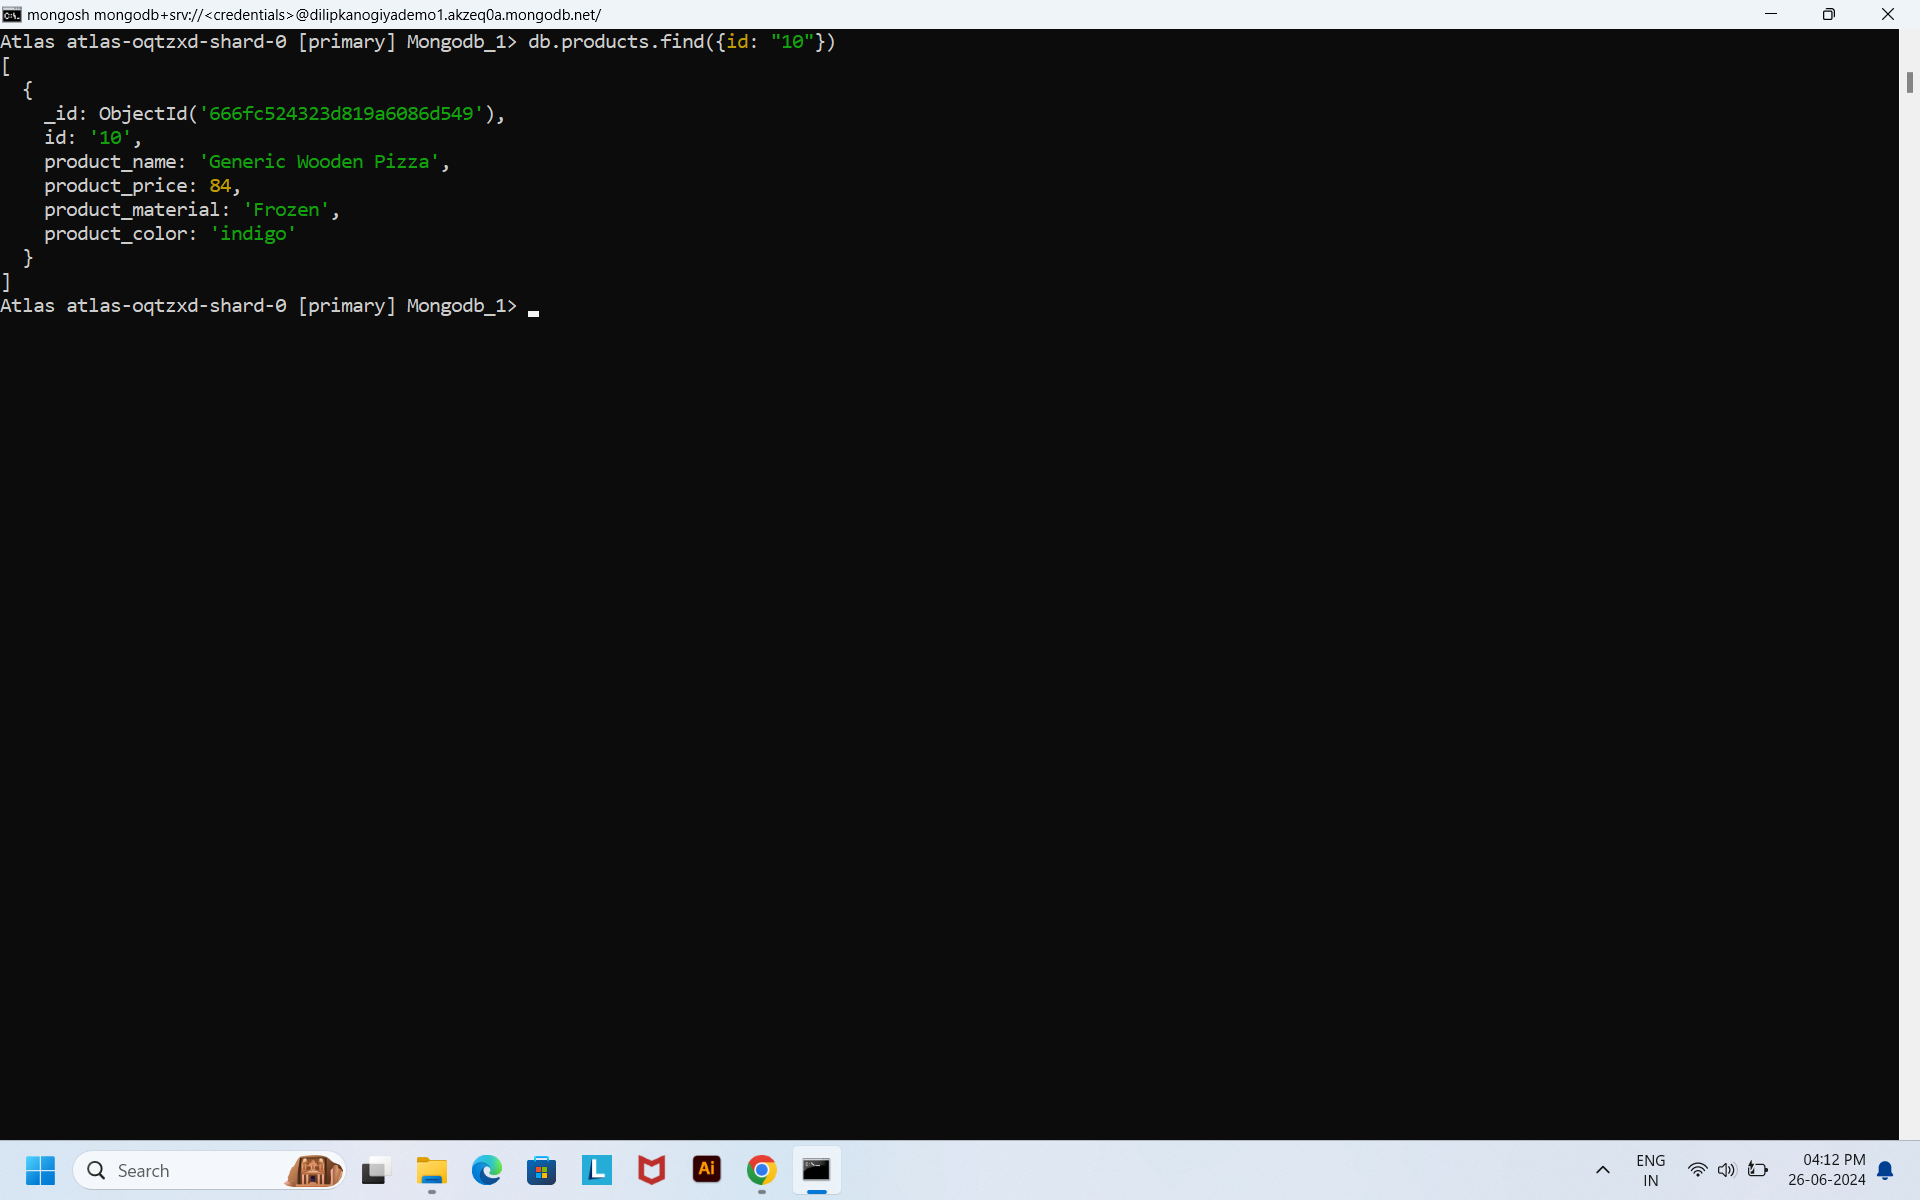 mongosh mongodb+srv://<credentials>@dilipkanogiyademo1.akzeq0a.mongodb.net/
Atlas atlas-oqtzxd-shard-0 [primary] Mongodb_1> db.products.find({id: "10"})
[
  {
    _id: ObjectId('666fc524323d819a6086d549'),
    id: '10',
    product_name: 'Generic Wooden Pizza',
    product_price: 84,
    product_material: 'Frozen',
    product_color: 'indigo'
  }
]
Atlas atlas-oqtzxd-shard-0 [primary] Mongodb_1>
Search
L
Ai
ENG
IN
04:12 PM
26-06-2024